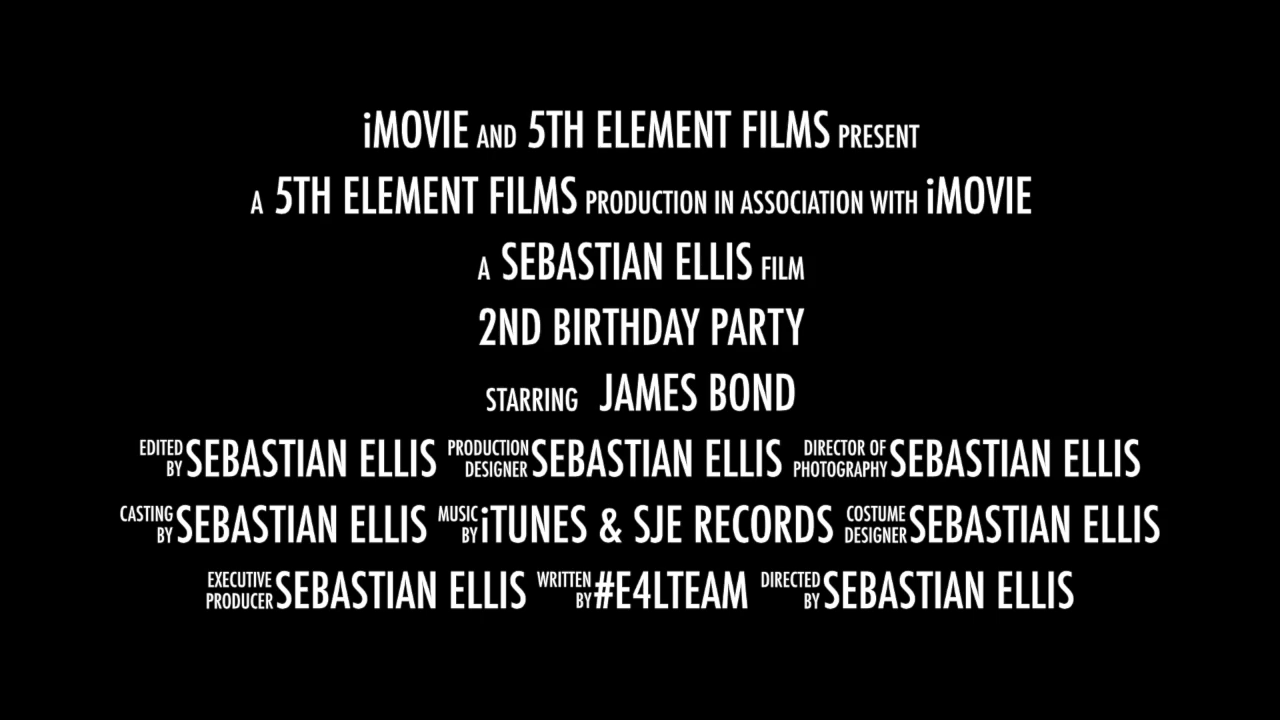 iMOVIE AND 5TH ELEMENT FILMS PRESENT
A 5TH ELEMENT FILMS PRODUCTION IN ASSOCIATION WITH iMOVIE
A SEBASTIAN ELLIS FILM
2ND BIRTHDAY PARTY
STARRING JAMES BOND
EDITED BY SEBASTIAN ELLIS PRODUCTION DESIGNER SEBASTIAN ELLIS DIRECTOR OF PHOTOGRAPHY SEBASTIAN ELLIS
CASTING BY SEBASTIAN ELLIS MUSIC BY iTUNES & SJE RECORDS COSTUME DESIGNER SEBASTIAN ELLIS
EXECUTIVE PRODUCER SEBASTIAN ELLIS WRITTEN BY #E4LTEAM DIRECTED BY SEBASTIAN ELLIS